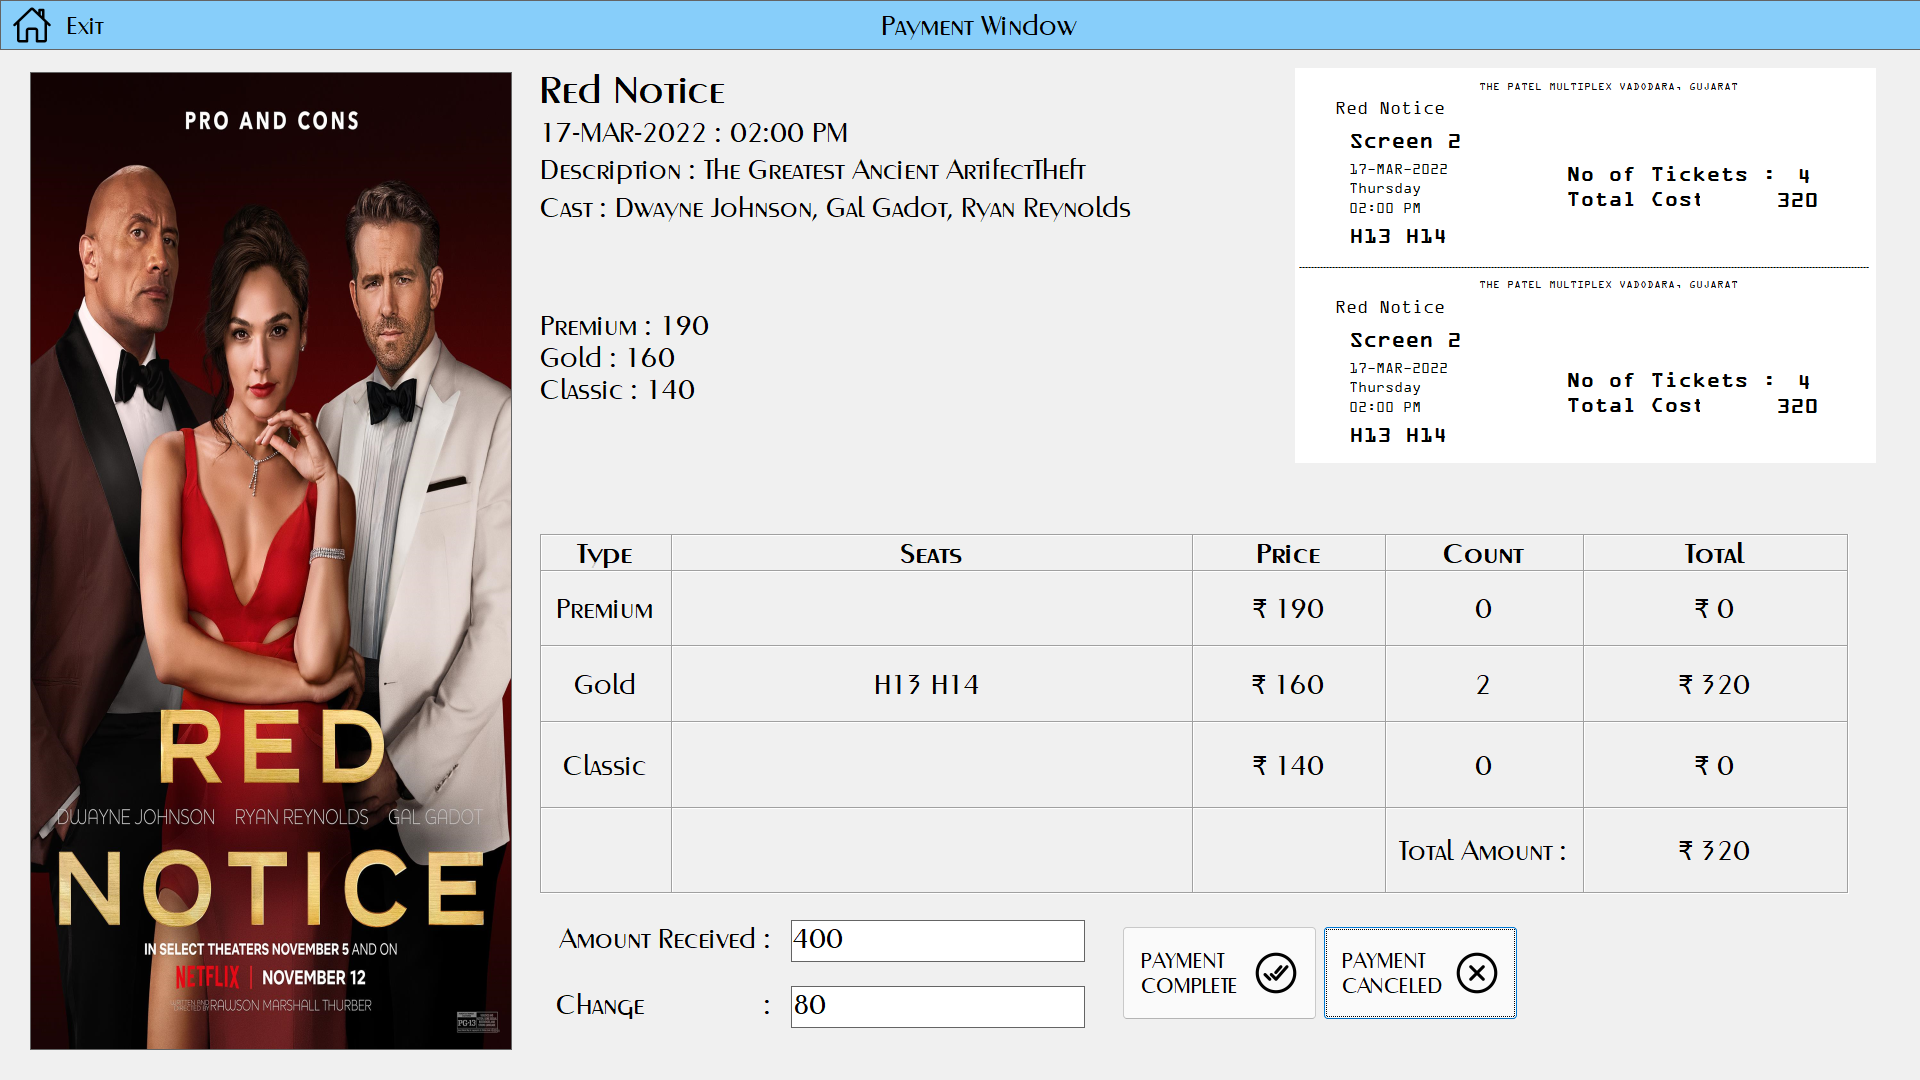 Exit
Payment Window
PRO AND CONS
RED
DWAYNE JOHNSON RYAN REYNOLDS GAL GADOT
NOTICE
IN SELECT THEATERS NOVEMBER 5 AND ON
NETFLIX | NOVEMBER 12
RAWSON MARSHALL THURBER
PG-13
Red Notice
17-MAR-2022 : 02:00 PM
Description : The Greatest Ancient ArtifectTheft
Cast : Dwayne Johnson, Gal Gadot, Ryan Reynolds
Premium : 190
Gold : 160
Classic : 140
THE PATEL MULTIPLEX VADODARA, GUJARAT
Red Notice
Screen 2
17-MAR-2022
Thursday
02:00 PM
H13 H14
No of Tickets : 4
Total Cost 320
THE PATEL MULTIPLEX VADODARA, GUJARAT
Red Notice
Screen 2
17-MAR-2022
Thursday
02:00 PM
H13 H14
No of Tickets : 4
Total Cost 320
Type Seats Price Count Total
Premium ₹ 190 0 ₹ 0
Gold H13 H14 ₹ 160 2 ₹ 320
Classic ₹ 140 0 ₹ 0
Total Amount : ₹ 320
Amount Received : 400
Change : 80
PAYMENT
COMPLETE
PAYMENT
CANCELED